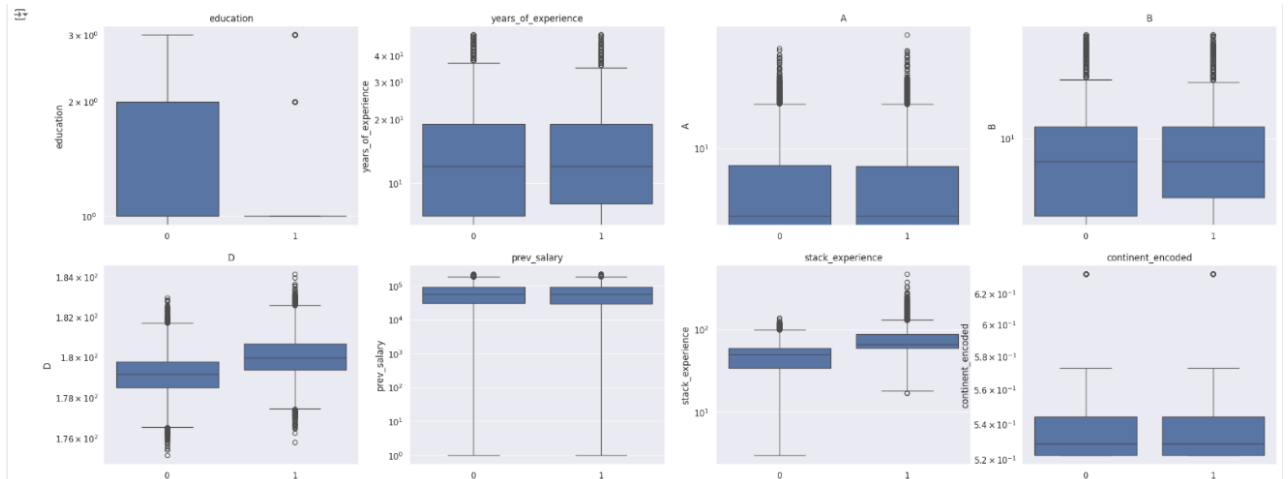 education
3 × 10⁰
2 × 10⁰
10⁰
education
0 1
years_of_experience
4 × 10¹
3 × 10¹
2 × 10¹
10¹
years_of_experience
0 1
A
10¹
A
0 1
B
10¹
B
0 1
D
1.84 × 10²
1.82 × 10²
1.8 × 10²
1.78 × 10²
1.76 × 10²
D
0 1
prev_salary
10⁵
10⁴
10³
10²
10¹
10⁰
prev_salary
0 1
stack_experience
10²
10¹
stack_experience
0 1
continent_encoded
6.2 × 10⁻¹
6 × 10⁻¹
5.8 × 10⁻¹
5.6 × 10⁻¹
5.4 × 10⁻¹
5.2 × 10⁻¹
continent_encoded
0 1